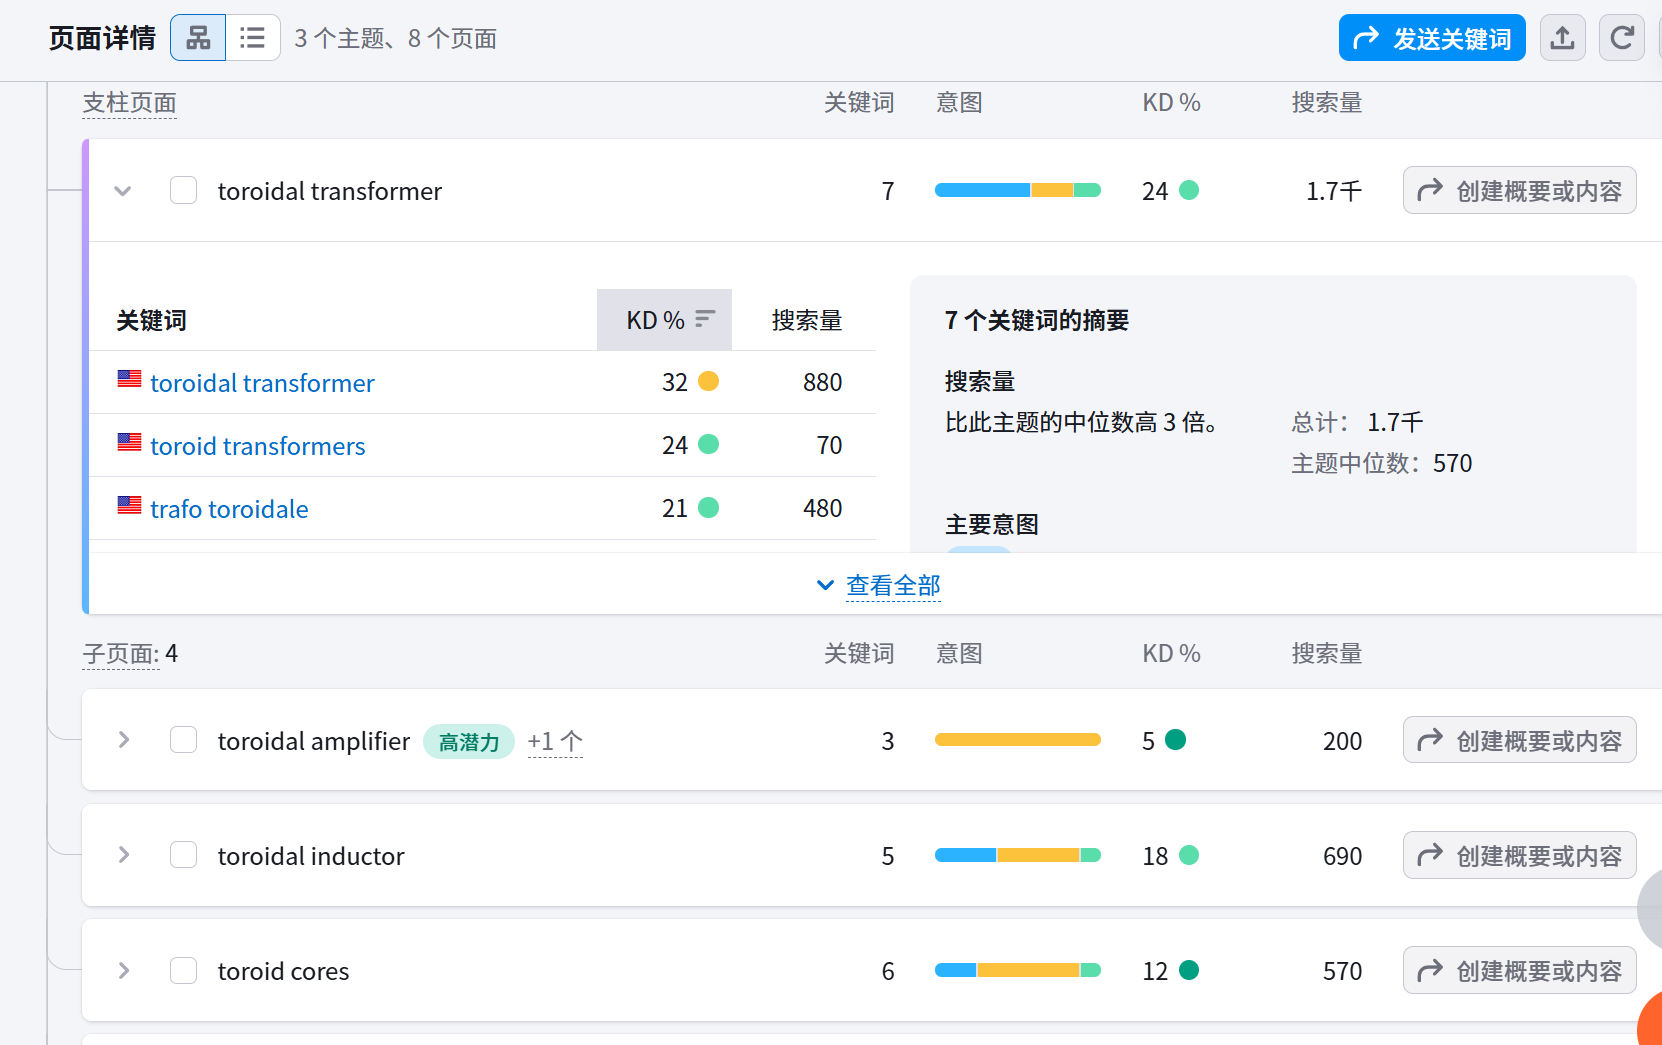 页面详情 3 个主题、8 个页面 发送关键词
支柱页面 关键词 意图 KD % 搜索量
toroidal transformer 7 24 1.7千 创建概要或内容
关键词 KD % 搜索量
toroidal transformer 32 880
toroid transformers 24 70
trafo toroidale 21 480
7 个关键词的摘要
搜索量
比此主题的中位数高 3 倍。 总计： 1.7千
主题中位数：570
主要意图
查看全部
子页面: 4 关键词 意图 KD % 搜索量
toroidal amplifier 高潜力 +1 个 3 5 200 创建概要或内容
toroidal inductor 5 18 690 创建概要或内容
toroid cores 6 12 570 创建概要或内容